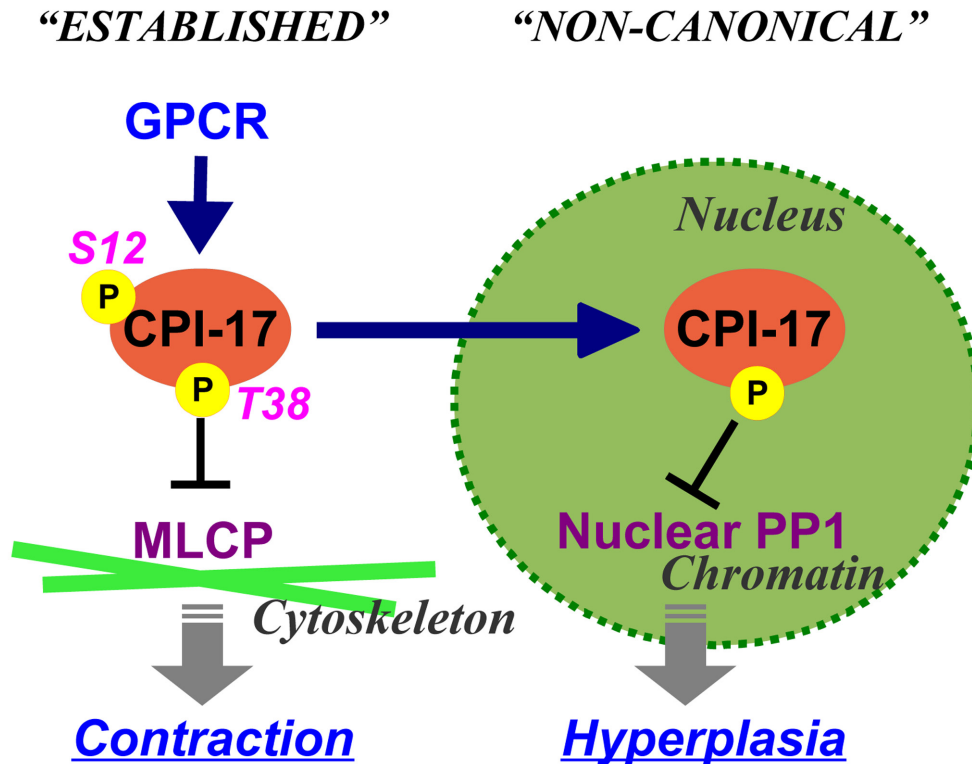 “ESTABLISHED”
“NON-CANONICAL”
GPCR
S12
P
CPI-17
P
T38
MLCP
Cytoskeleton
Contraction
Nucleus
CPI-17
P
Nuclear PP1
Chromatin
Hyperplasia